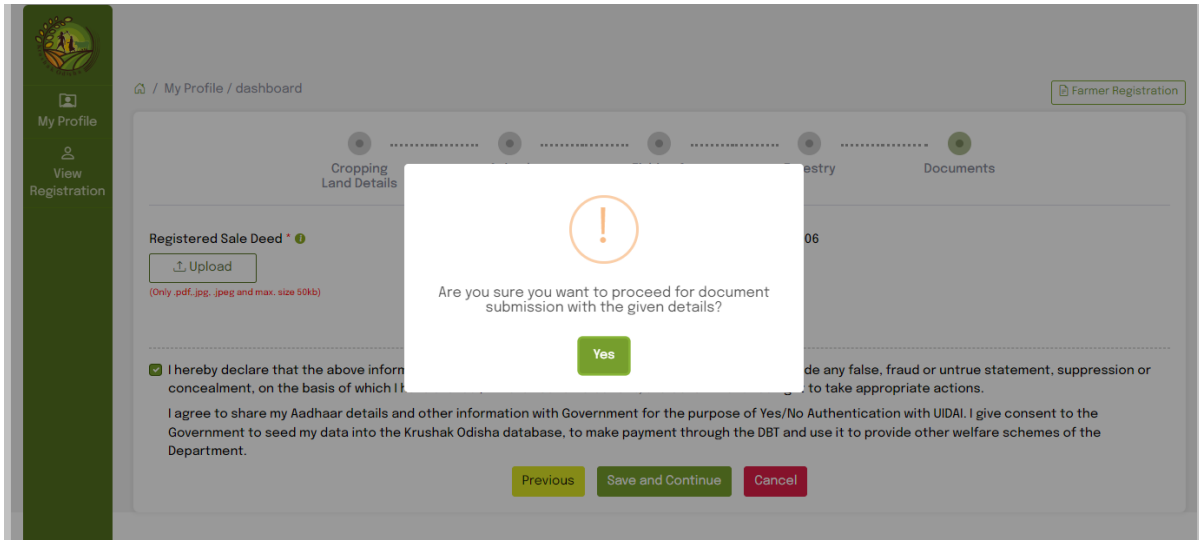 My Profile
View
Registration
/ My Profile / dashboard
Farmer Registration
Cropping
Land Details
estry
Documents
Registered Sale Deed *
06
Upload
(Only .pdf,.jpg, .jpeg and max. size 50kb)
Are you sure you want to proceed for document
submission with the given details?
Yes
I hereby declare that the above inform
de any false, fraud or untrue statement, suppression or
concealment, on the basis of which I h
to take appropriate actions.
I agree to share my Aadhaar details and other information with Government for the purpose of Yes/No Authentication with UIDAI. I give consent to the
Government to seed my data into the Krushak Odisha database, to make payment through the DBT and use it to provide other welfare schemes of the
Department.
Previous
Save and Continue
Cancel